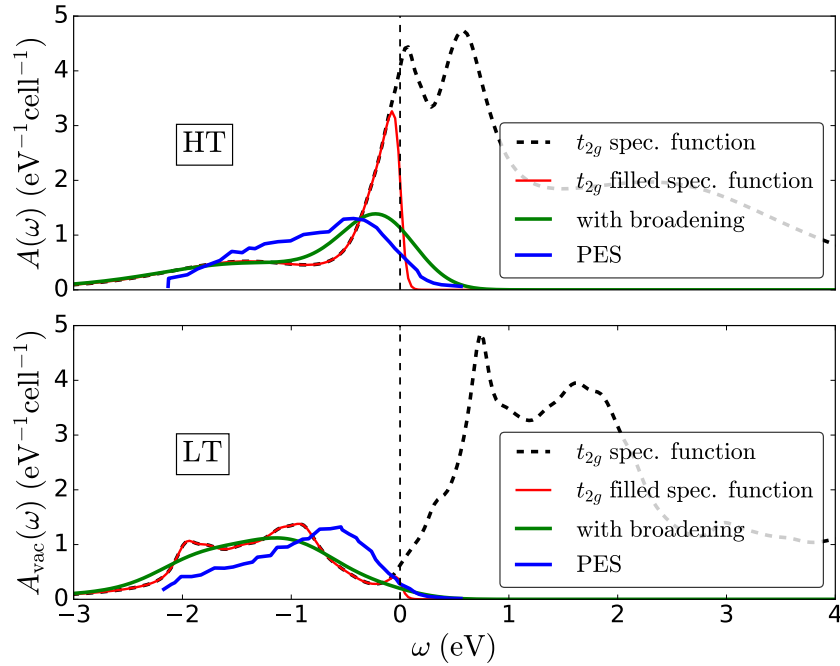 5
4
3
2
1
0
A(ω) (eV⁻¹cell⁻¹)
HT
t₂g spec. function
t₂g filled spec. function
with broadening
PES
5
4
3
2
1
0
A_vac(ω) (eV⁻¹cell⁻¹)
LT
t₂g spec. function
t₂g filled spec. function
with broadening
PES
−3 −2 −1 0 1 2 3 4
ω (eV)